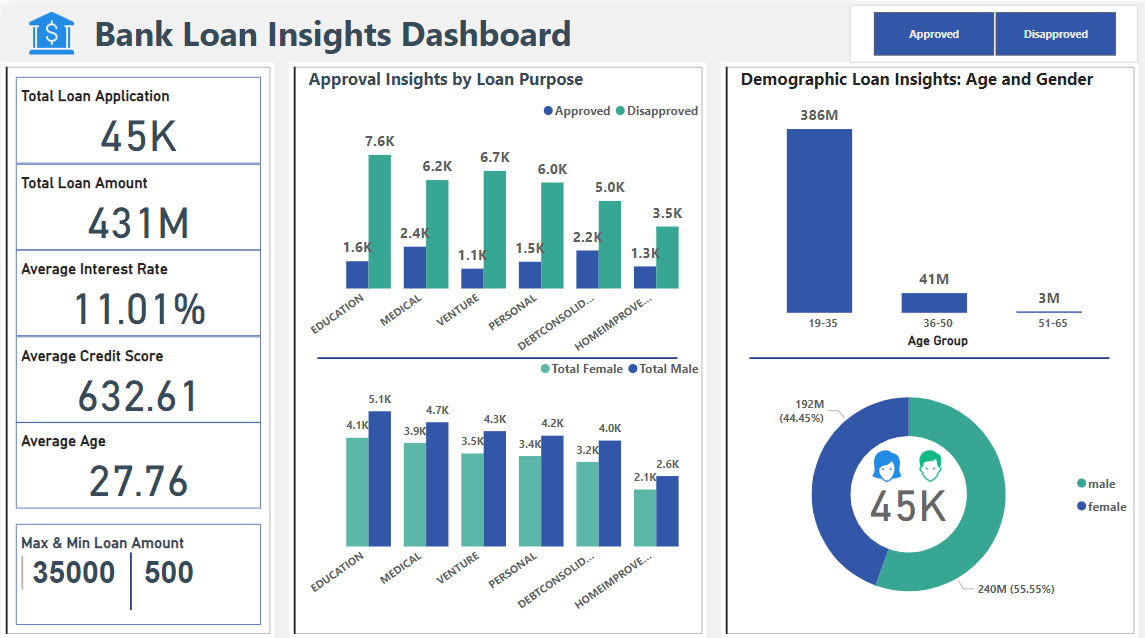 Bank Loan Insights Dashboard
Approved
Disapproved
Total Loan Application
45K
Total Loan Amount
431M
Average Interest Rate
11.01%
Average Credit Score
632.61
Average Age
27.76
Max & Min Loan Amount
35000
500
Approval Insights by Loan Purpose
Approved Disapproved
7.6K
6.2K
6.7K
6.0K
5.0K
3.5K
1.6K
2.4K
1.1K
1.5K
2.2K
1.3K
EDUCATION
MEDICAL
VENTURE
PERSONAL
DEBTCONSOLID...
HOMEIMPROVE...
Total Female Total Male
5.1K
4.7K
4.3K
4.2K
4.0K
2.6K
4.1K
3.9K
3.5K
3.4K
3.2K
2.1K
EDUCATION
MEDICAL
VENTURE
PERSONAL
DEBTCONSOLID...
HOMEIMPROVE...
Demographic Loan Insights: Age and Gender
386M
41M
3M
19-35
36-50
51-65
Age Group
192M
(44.45%)
45K
male
female
240M (55.55%)